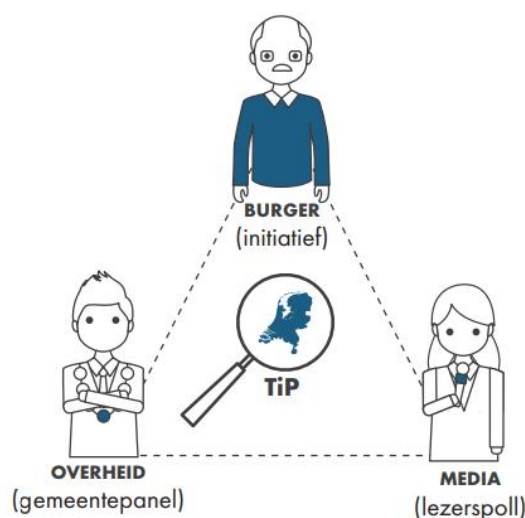 BURGER
(initiatief)
TiP
OVERHEID
(gemeentepanel)
MEDIA
(lezerspoll)